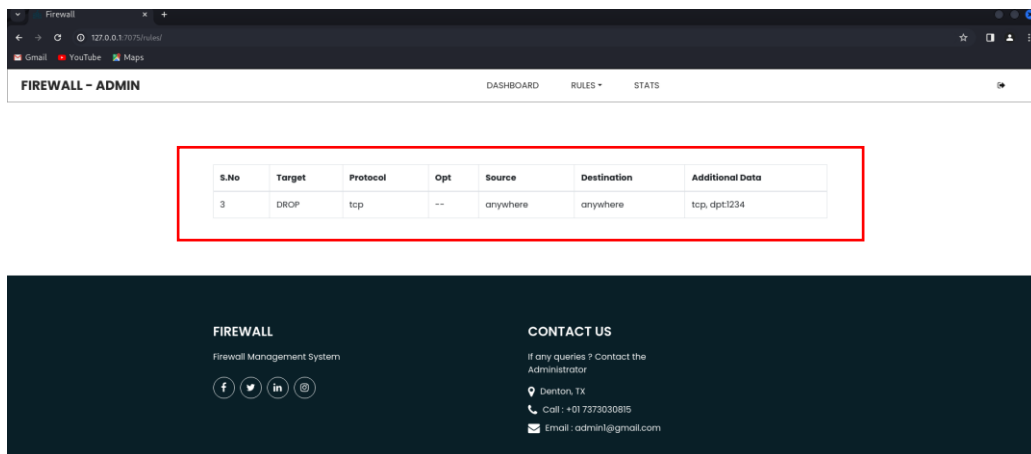 Firewall
127.0.0.1:7075/rules/
Gmail YouTube Maps
FIREWALL - ADMIN DASHBOARD RULES STATS
S.No Target Protocol Opt Source Destination Additional Data
3 DROP tcp -- anywhere anywhere tcp, dpt:1234
FIREWALL
Firewall Management System
CONTACT US
If any queries ? Contact the
Administrator
Denton, TX
Call : +01 7373030815
Email : admin1@gmail.com